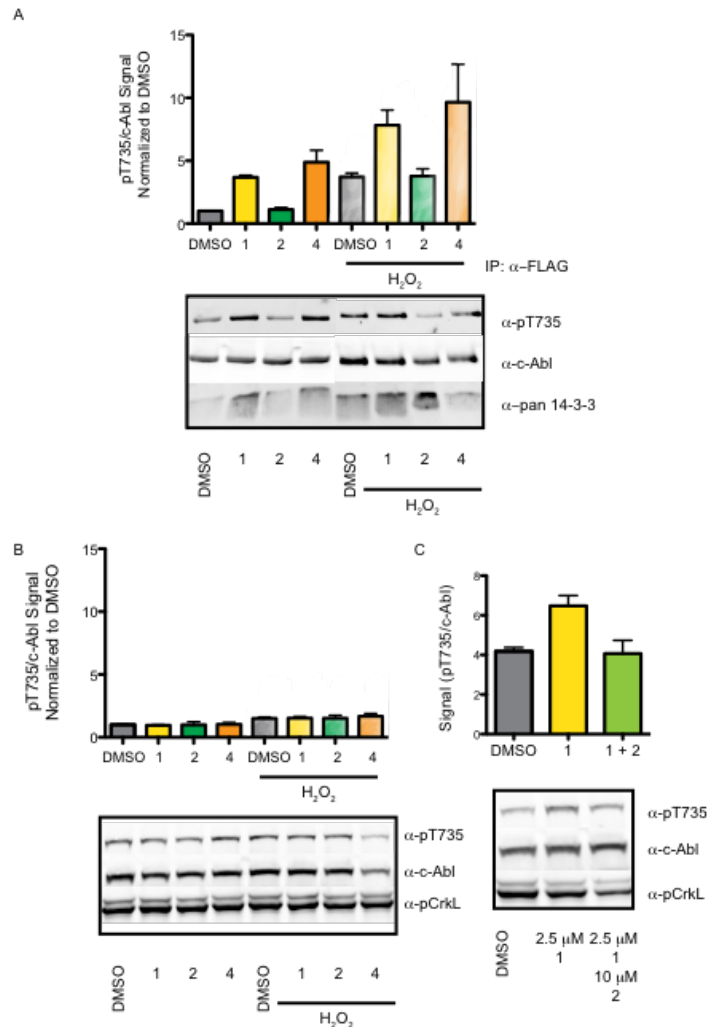 A
pT735/c-Abl Signal
Normalized to DMSO
15
10
5
0
DMSO 1 2 4 DMSO 1 2 4
H₂O₂
IP: α–FLAG
α-pT735
α-c-Abl
α–pan 14-3-3
DMSO 1 2 4 DMSO 1 2 4
H₂O₂
B
pT735/c-Abl Signal
Normalized to DMSO
15
10
5
0
DMSO 1 2 4 DMSO 1 2 4
H₂O₂
α-pT735
α-c-Abl
α-pCrkL
DMSO 1 2 4 DMSO 1 2 4
H₂O₂
C
Signal (pT735/c-Abl)
8
6
4
2
0
DMSO 1 1 + 2
α-pT735
α-c-Abl
α-pCrkL
DMSO 2.5 μM 2.5 μM
1 1
10 μM
2